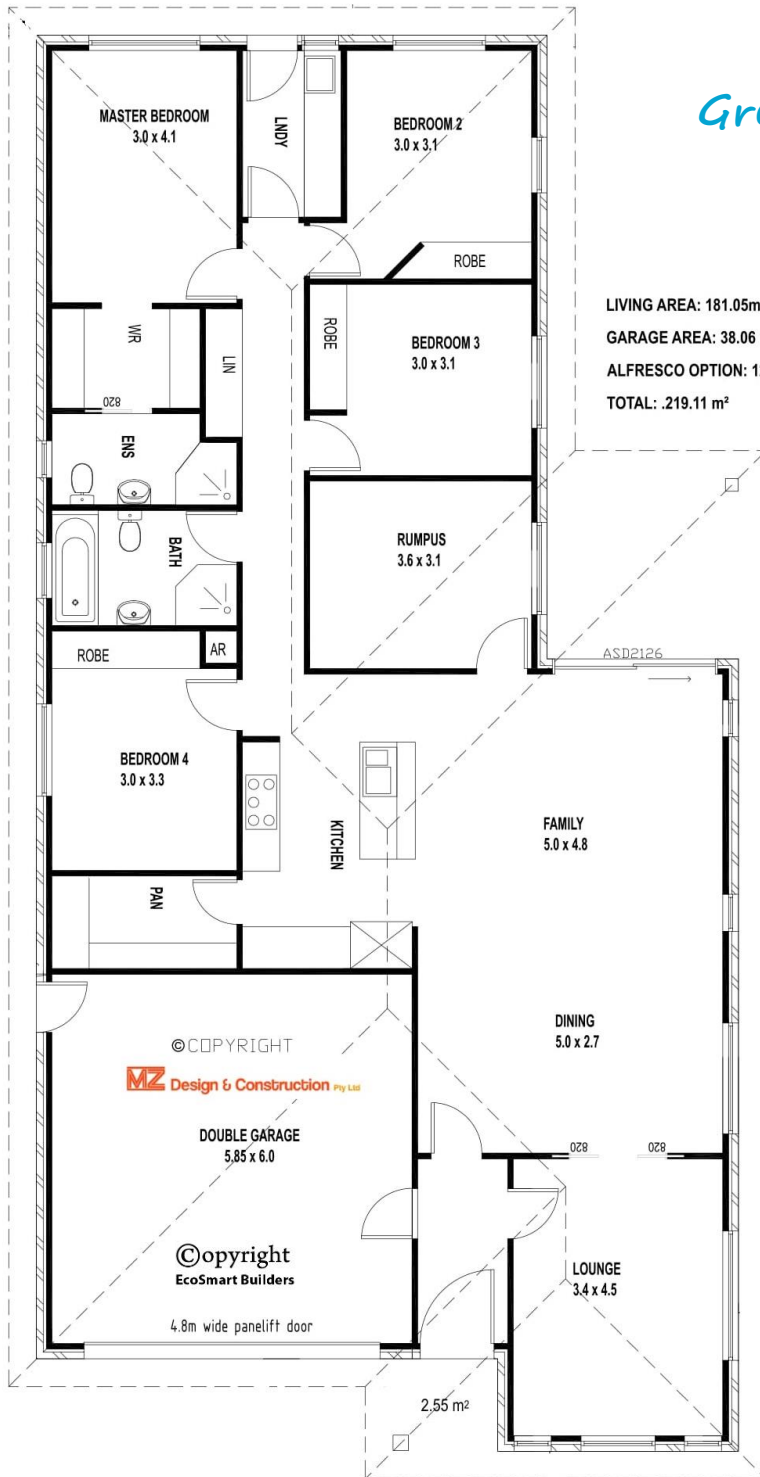 MASTER BEDROOM
3.0 x 4.1
LNDY
BEDROOM 2
3.0 x 3.1
ROBE
LIVING AREA: 181.05m
GARAGE AREA: 38.06
ALFRESCO OPTION: 1
TOTAL: .219.11 m²
WR
LIN
ROBE
BEDROOM 3
3.0 x 3.1
820
ENS
RUMPUS
3.6 x 3.1
BATH
ROBE
AR
ASD2126
BEDROOM 4
3.0 x 3.3
KITCHEN
FAMILY
5.0 x 4.8
PAN
DINING
5.0 x 2.7
©COPYRIGHT
MZ Design & Construction Pty Ltd
DOUBLE GARAGE
5.85 x 6.0
820
820
©opyright
EcoSmart Builders
LOUNGE
3.4 x 4.5
4.8m wide panelift door
2.55 m²